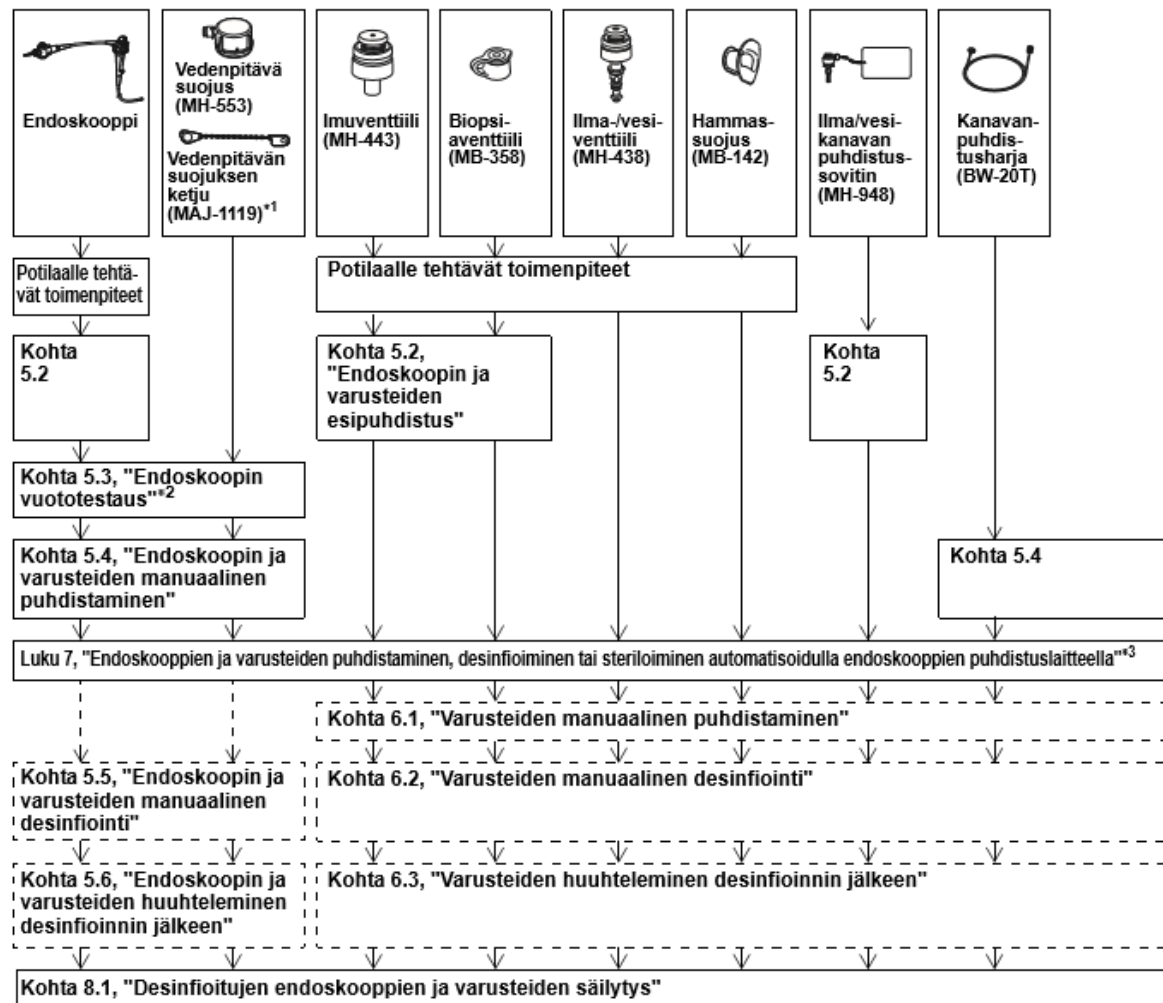 Endoskooppi
Vedenpitävä
suojus
(MH-553)
Vedenpitävän
suojuksen
ketju
(MAJ-1119)*1
Imuventtiili
(MH-443)
Biopsi-
aventtiili
(MB-358)
Ilma-/vesi-
venttiili
(MH-438)
Hammas-
suojus
(MB-142)
Ilma/vesi-
kanavan
puhdistus-
sovitin
(MH-948)
Kanavan-
puhdis-
tusharja
(BW-20T)
Potilaalle tehtä-
vät toimenpiteet
Potilaalle tehtävät toimenpiteet
Kohta
5.2
Kohta 5.2,
"Endoskoopin ja
varusteiden
esipuhdistus"
Kohta
5.2
Kohta 5.3, "Endoskoopin
vuototestaus"*2
Kohta 5.4, "Endoskoopin ja
varusteiden manuaalinen
puhdistaminen"
Kohta 5.4
Luku 7, "Endoskooppien ja varusteiden puhdistaminen, desinfioiminen tai steriloiminen automatisoidulla endoskooppien puhdistuslaitteella"*3
Kohta 6.1, "Varusteiden manuaalinen puhdistaminen"
Kohta 5.5, "Endoskoopin ja
varusteiden manuaalinen
desinfiointi"
Kohta 6.2, "Varusteiden manuaalinen desinfiointi"
Kohta 5.6, "Endoskoopin ja
varusteiden huuhteleminen
desinfioinnin jälkeen"
Kohta 6.3, "Varusteiden huuhteleminen desinfioinnin jälkeen"
Kohta 8.1, "Desinfioitujen endoskooppien ja varusteiden säilytys"